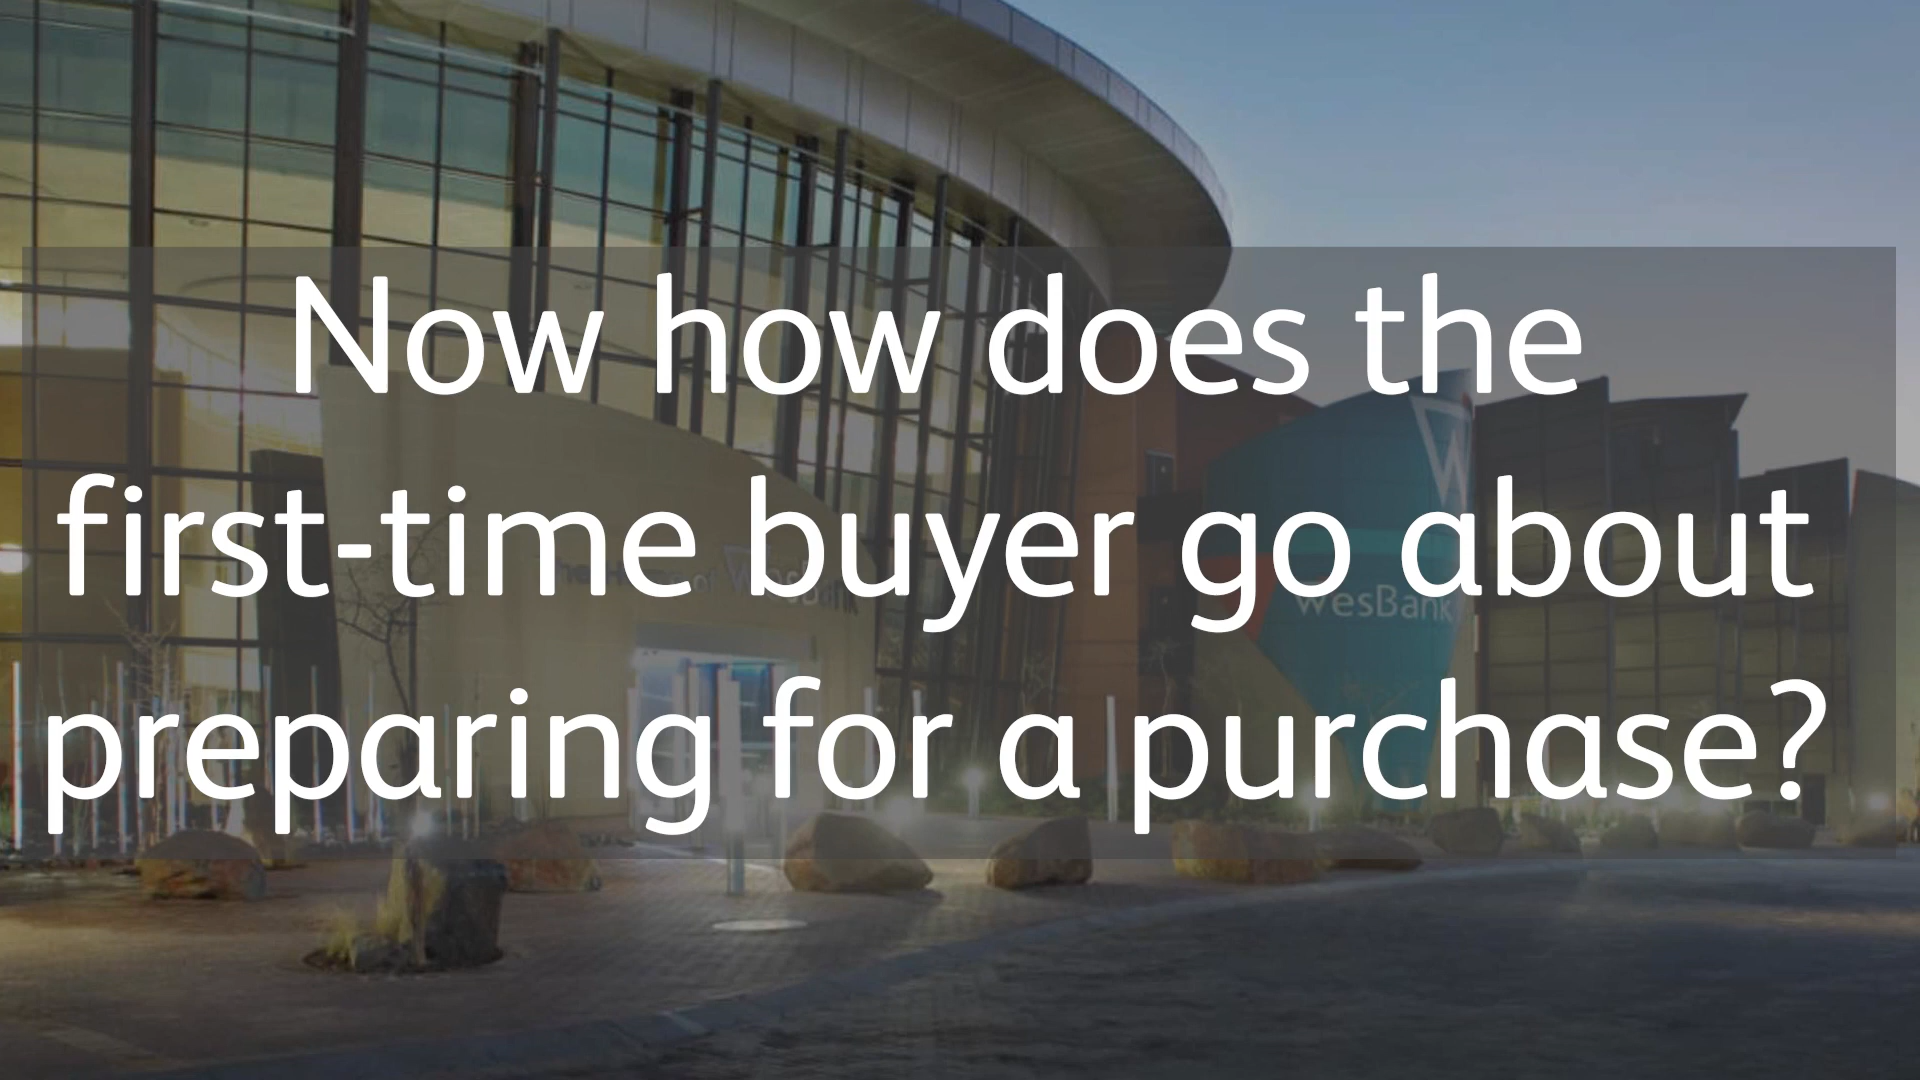 Now how does the
first-time buyer go about
preparing for a purchase?
WesBank